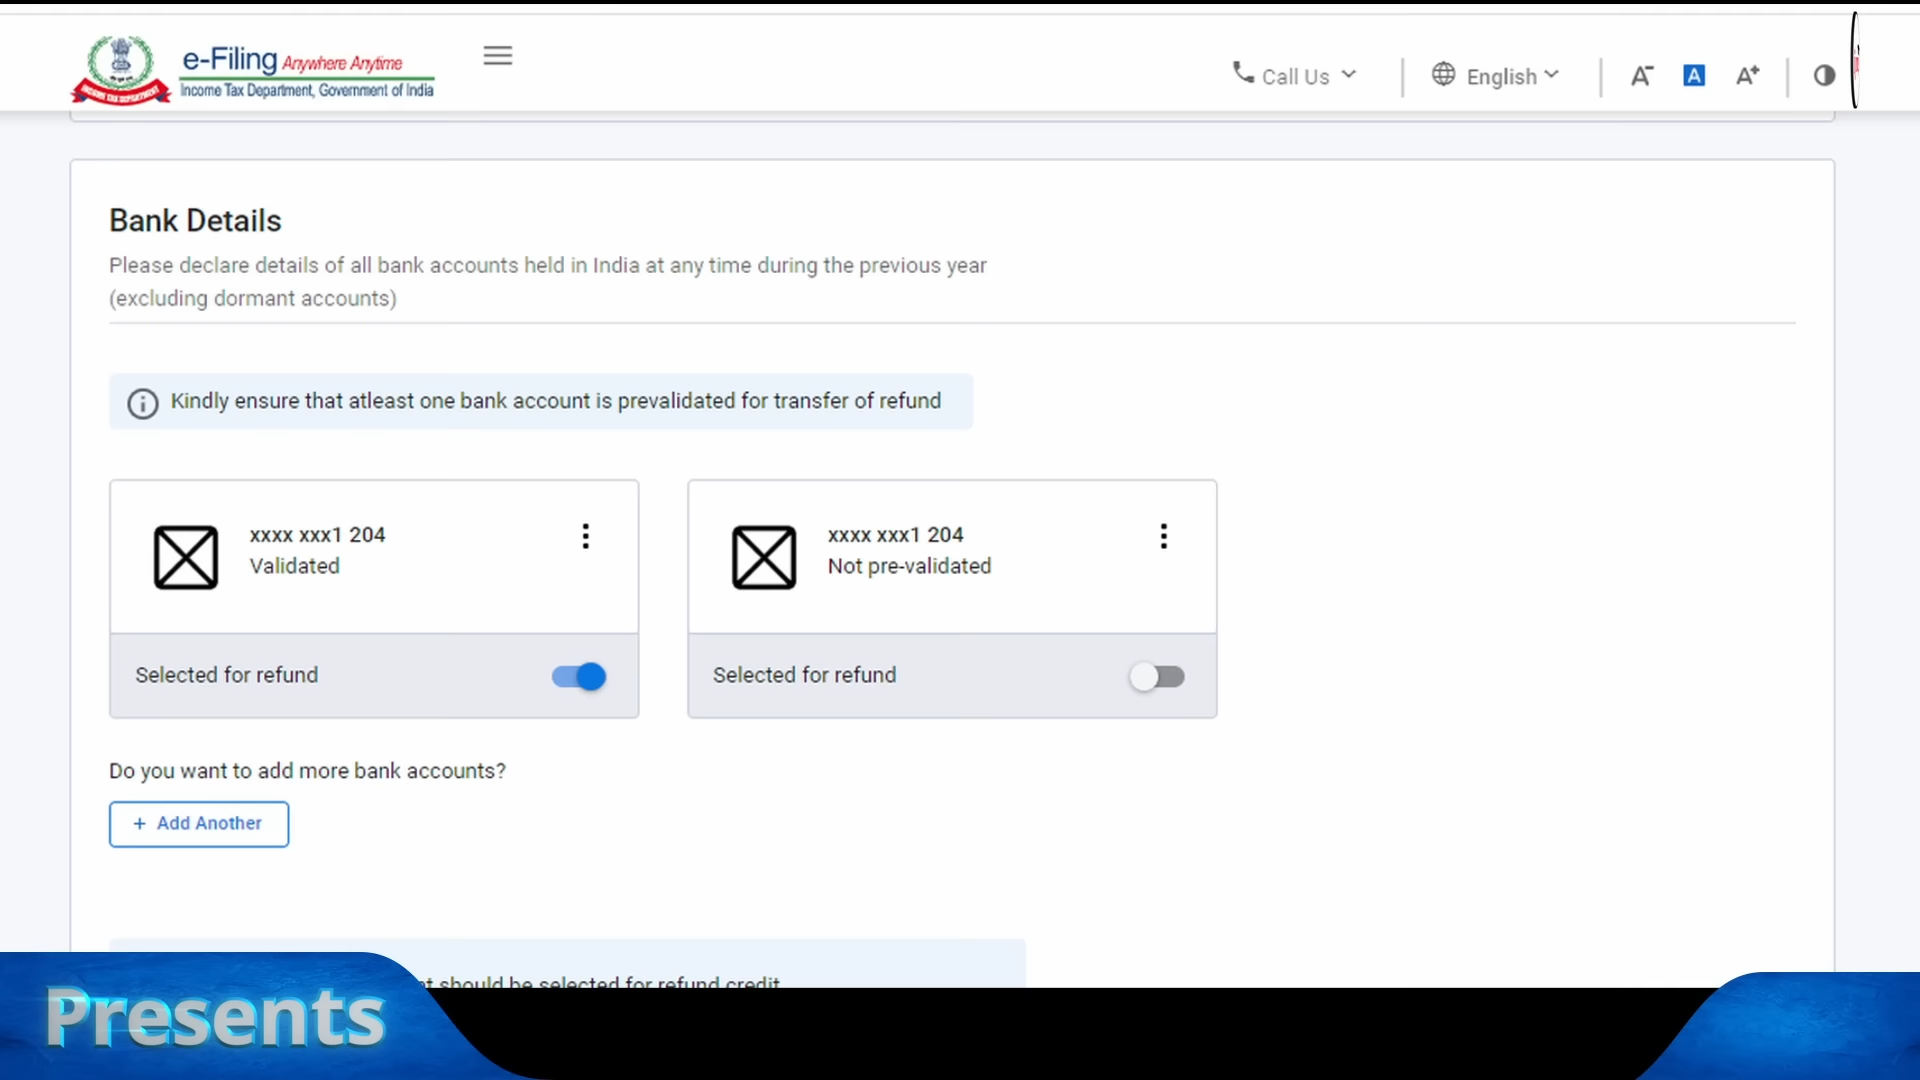 e-Filing Anywhere Anytime
Income Tax Department, Government of India
INCOME TAX DEPARTMENT
Call Us
English
A-
A
A+
Bank Details
Please declare details of all bank accounts held in India at any time during the previous year
(excluding dormant accounts)
Kindly ensure that atleast one bank account is prevalidated for transfer of refund
xxxx xxx1 204
Validated
Selected for refund
xxxx xxx1 204
Not pre-validated
Selected for refund
Do you want to add more bank accounts?
+ Add Another
should be selected for refund credit
Presents